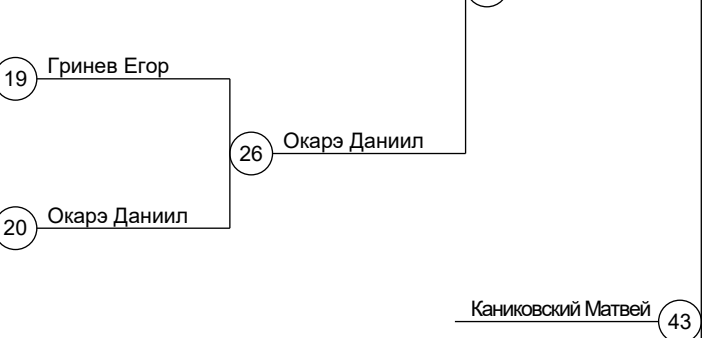 19 Гринев Егор
26 Окарэ Даниил
20 Окарэ Даниил
Каниковский Матвей 43